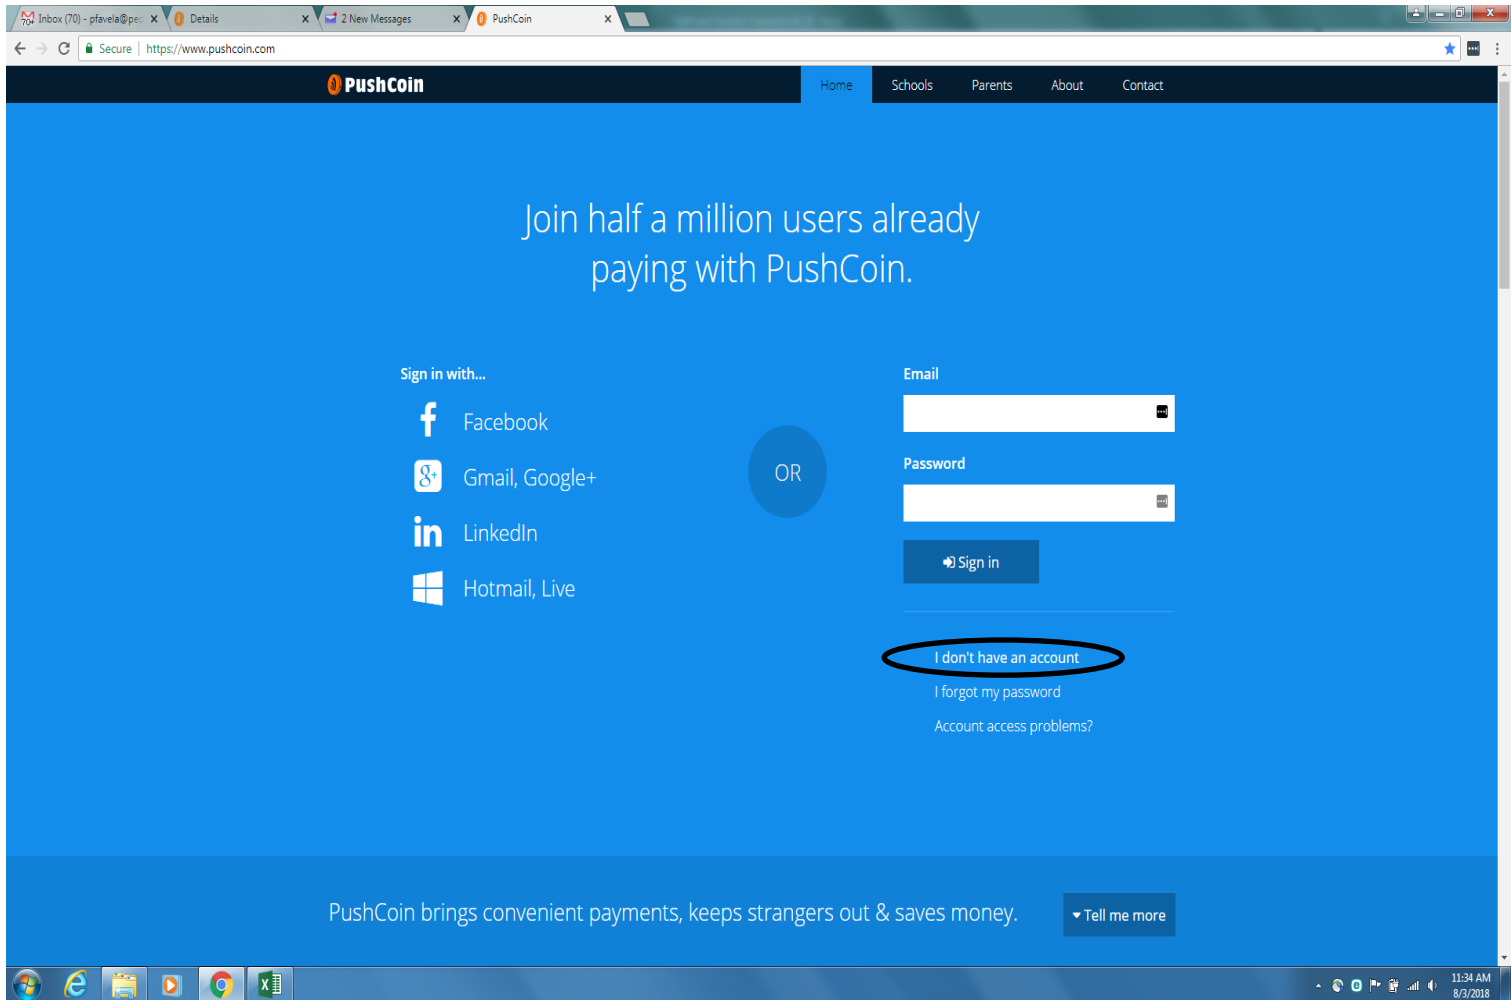 Inbox (70) - pfavela@peo
Details
2 New Messages
PushCoin
Secure | https://www.pushcoin.com
PushCoin
Home
Schools
Parents
About
Contact
Join half a million users already
paying with PushCoin.
Sign in with...
Facebook
Gmail, Google+
LinkedIn
Hotmail, Live
OR
Email
Password
Sign in
I don't have an account
I forgot my password
Account access problems?
PushCoin brings convenient payments, keeps strangers out & saves money.
Tell me more
11:34 AM
8/3/2018